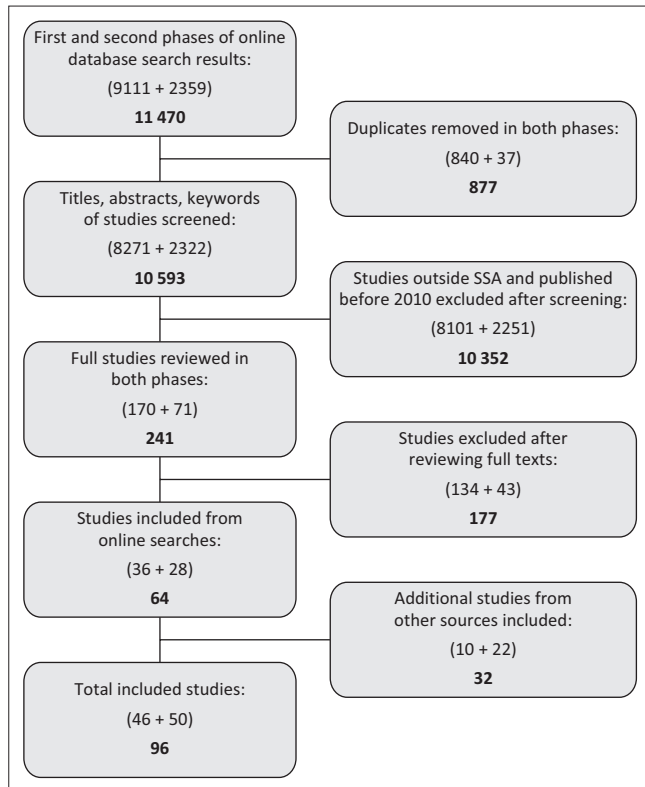 First and second phases of online
database search results:
(9111 + 2359)
11 470
Duplicates removed in both phases:
(840 + 37)
877
Titles, abstracts, keywords
of studies screened:
(8271 + 2322)
10 593
Studies outside SSA and published
before 2010 excluded after screening:
(8101 + 2251)
10 352
Full studies reviewed in
both phases:
(170 + 71)
241
Studies excluded after
reviewing full texts:
(134 + 43)
177
Studies included from
online searches:
(36 + 28)
64
Additional studies from
other sources included:
(10 + 22)
32
Total included studies:
(46 + 50)
96